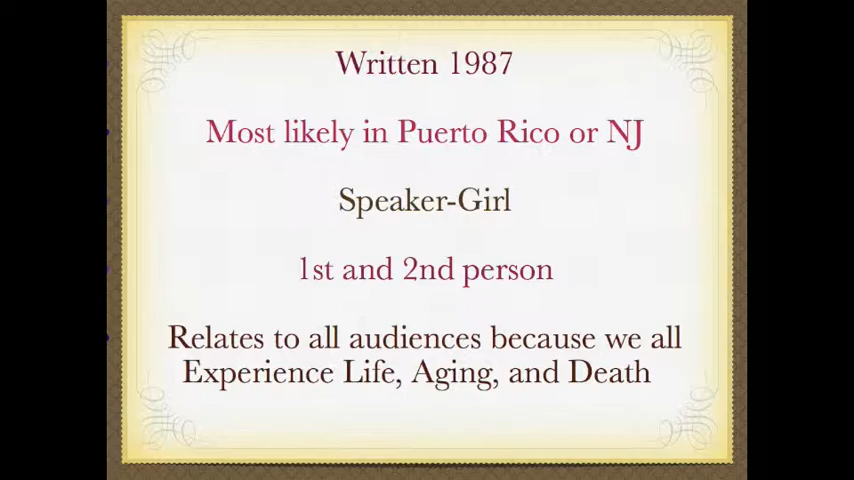 Written 1987
Most likely in Puerto Rico or NJ
Speaker-Girl
1st and 2nd person
Relates to all audiences because we all
Experience Life, Aging, and Death